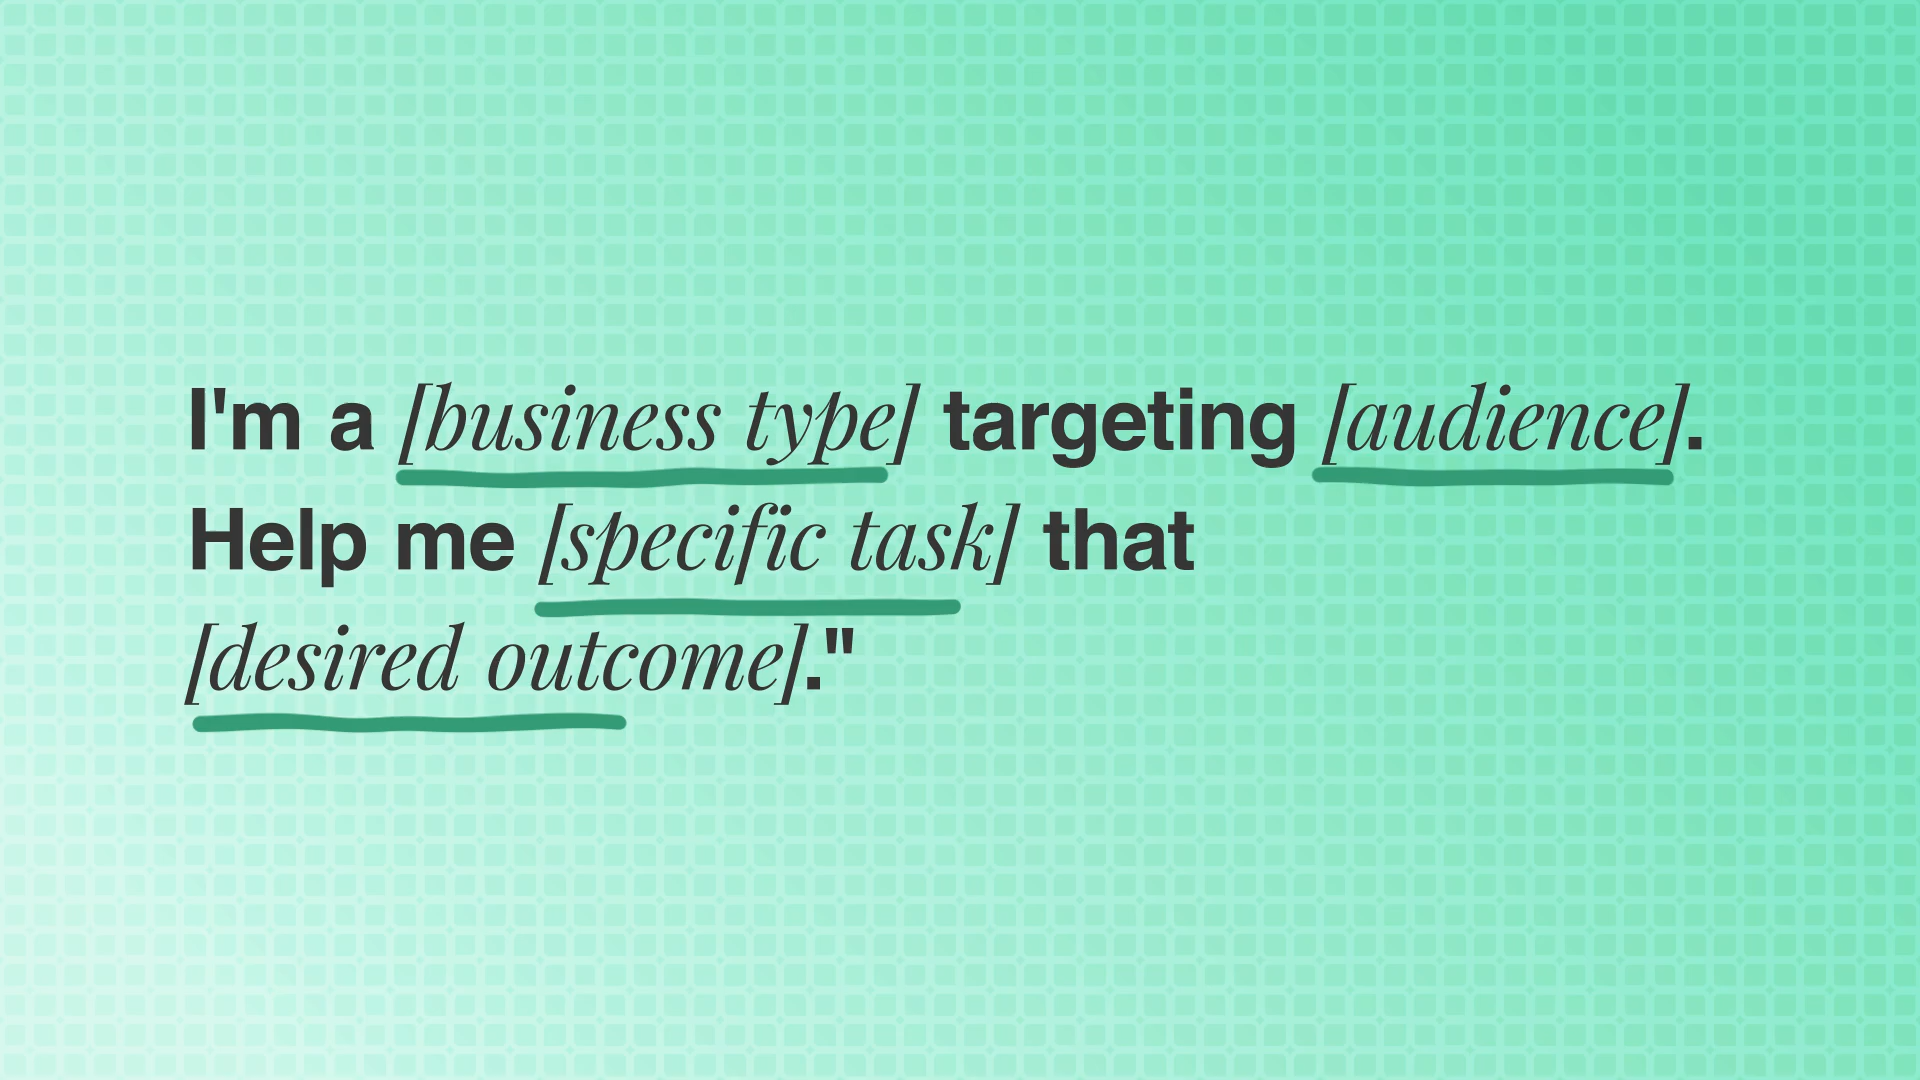 I'm a [business type] targeting [audience].
Help me [specific task] that
[desired outcome]."